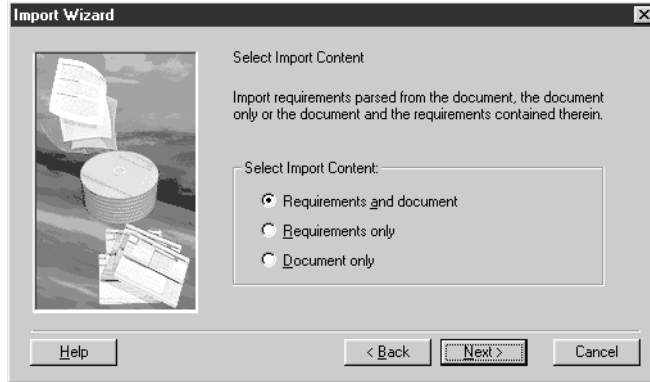 Import Wizard
Select Import Content
Import requirements parsed from the document, the document
only or the document and the requirements contained therein.
Select Import Content:
Requirements and document
Requirements only
Document only
Help
< Back
Next >
Cancel